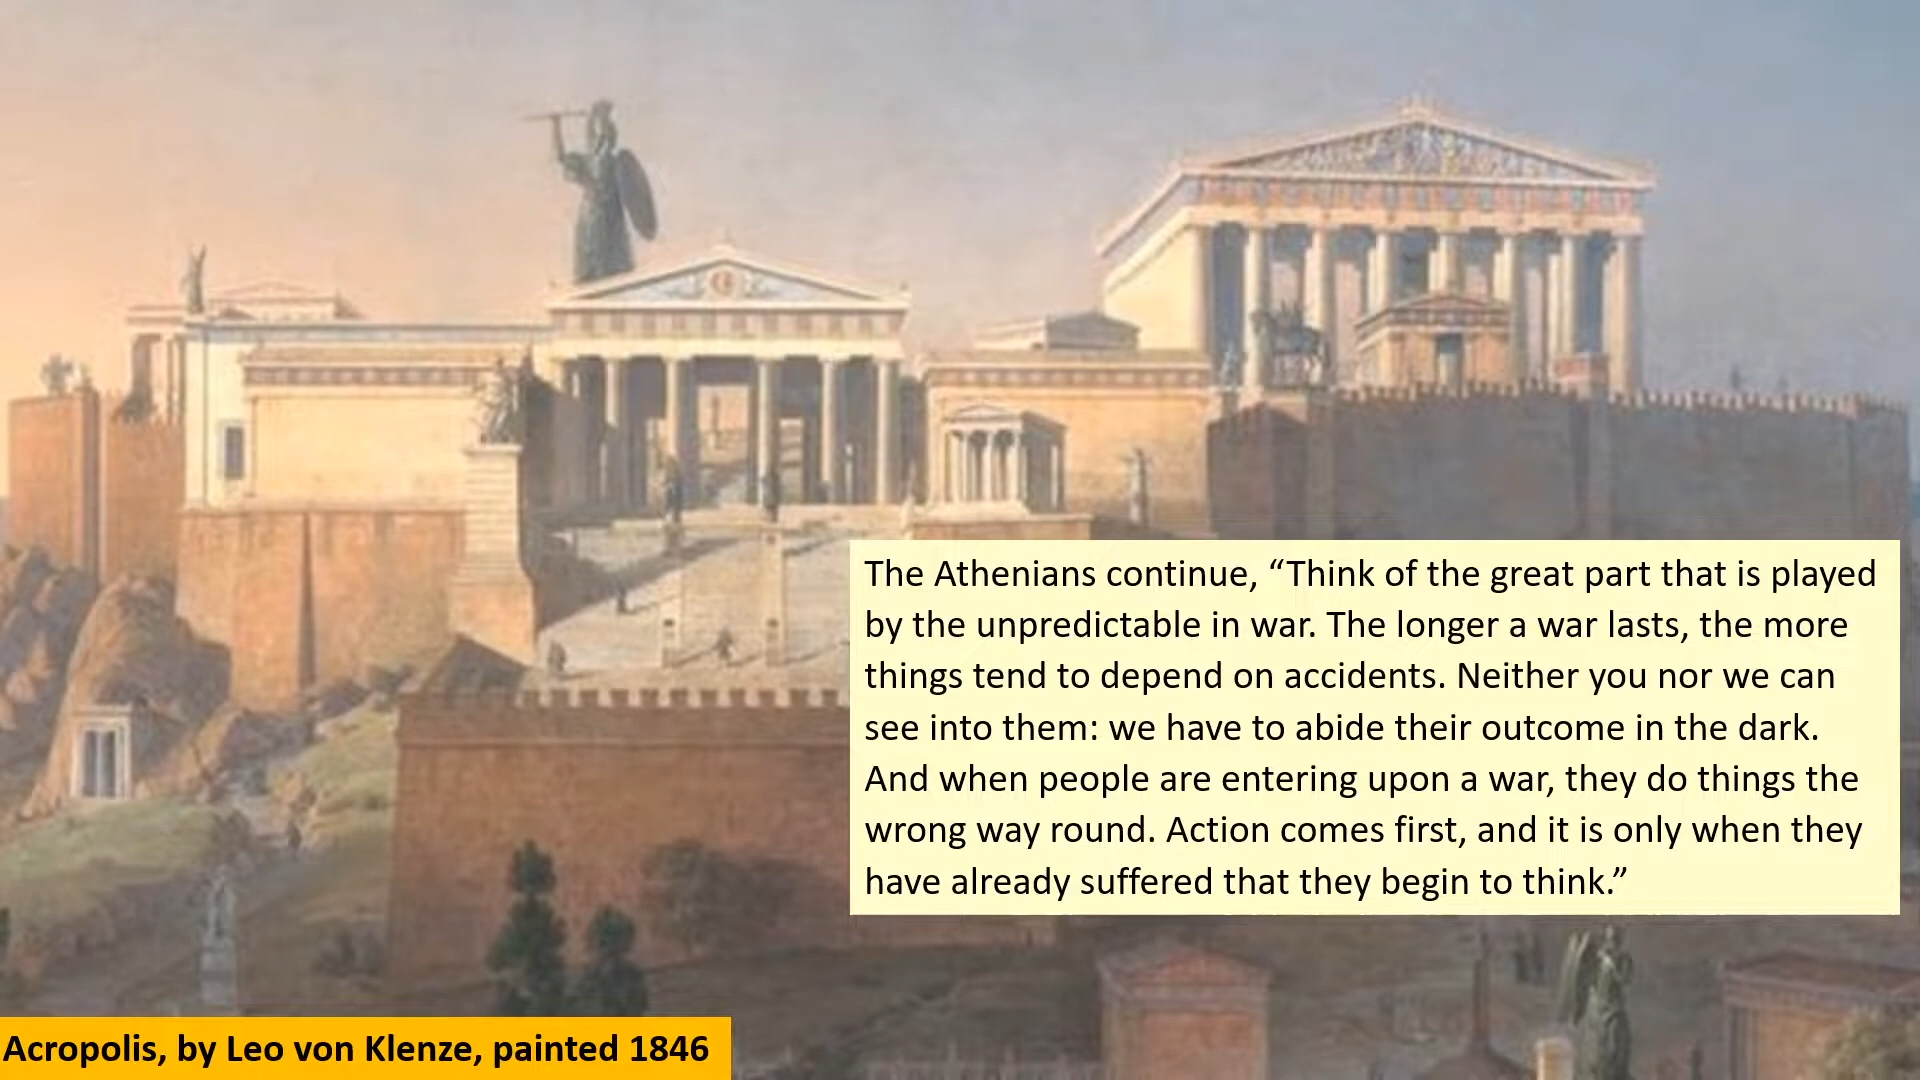 The Athenians continue, “Think of the great part that is played
by the unpredictable in war. The longer a war lasts, the more
things tend to depend on accidents. Neither you nor we can
see into them: we have to abide their outcome in the dark.
And when people are entering upon a war, they do things the
wrong way round. Action comes first, and it is only when they
have already suffered that they begin to think.”
Acropolis, by Leo von Klenze, painted 1846